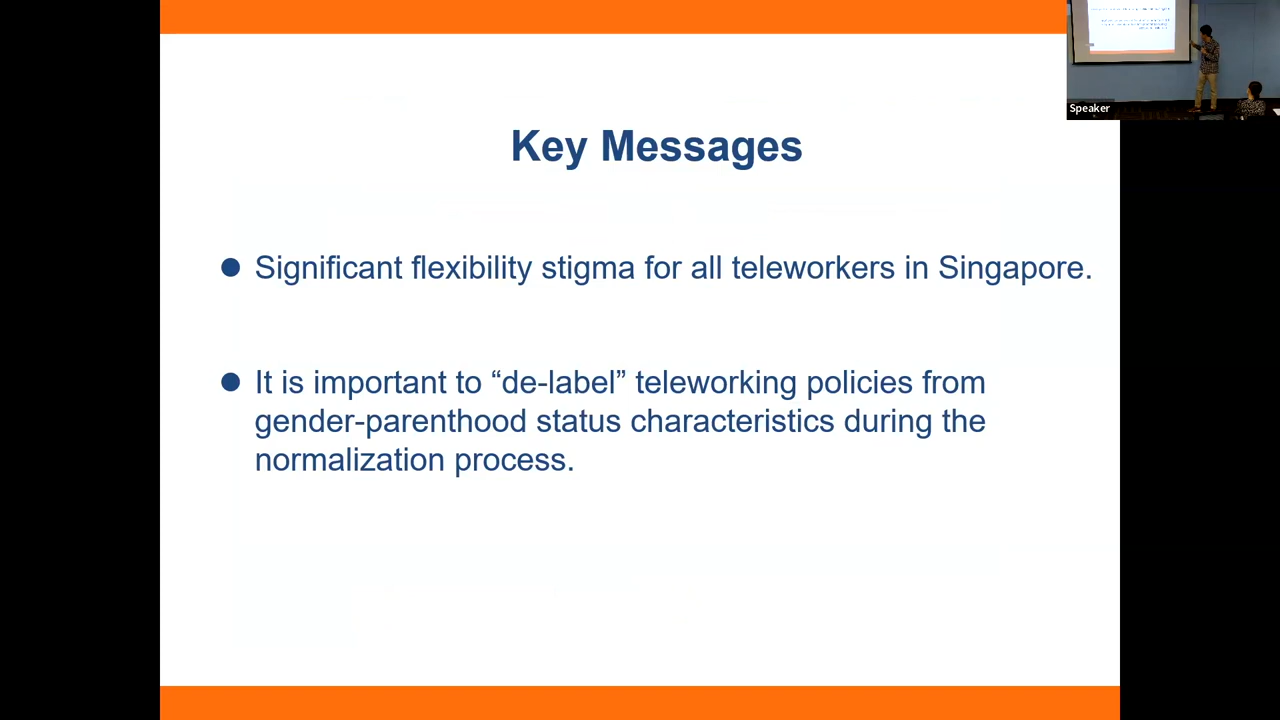 Key Messages
Significant flexibility stigma for all teleworkers in Singapore.
It is important to “de-label” teleworking policies from
gender-parenthood status characteristics during the
normalization process.
Speaker